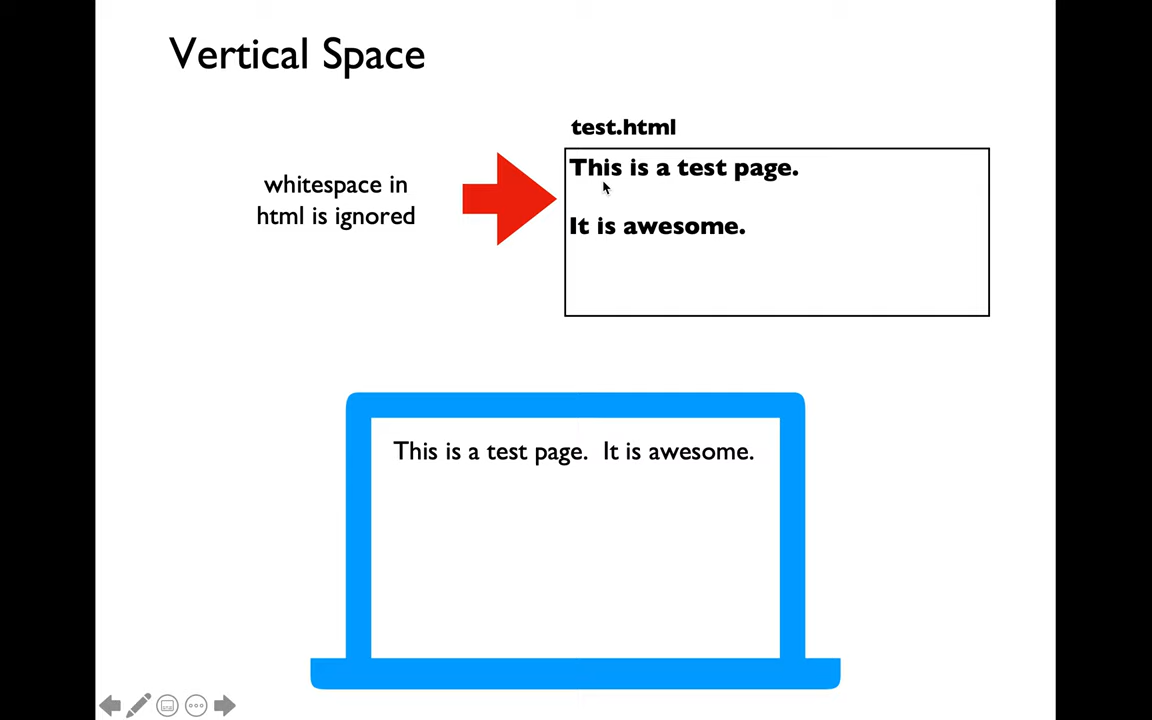 Vertical Space
test.html
whitespace in
html is ignored
This is a test page.
It is awesome.
This is a test page.  It is awesome.